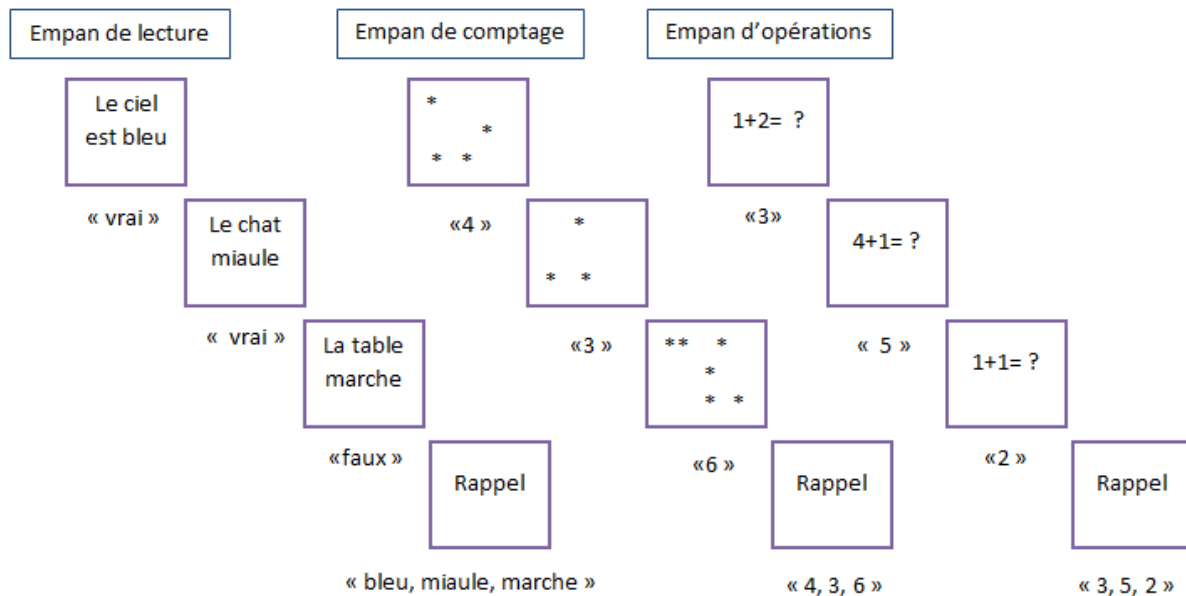 Empan de lecture
Empan de comptage
Empan d'opérations
Le ciel
est bleu
« vrai »
Le chat
miaule
« vrai »
La table
marche
«faux »
Rappel
« bleu, miaule, marche »
*
*
* *
«4 »
*
* *
«3 »
** *
*
* *
«6 »
Rappel
« 4, 3, 6 »
1+2= ?
«3»
4+1= ?
« 5 »
1+1= ?
«2 »
Rappel
« 3, 5, 2 »